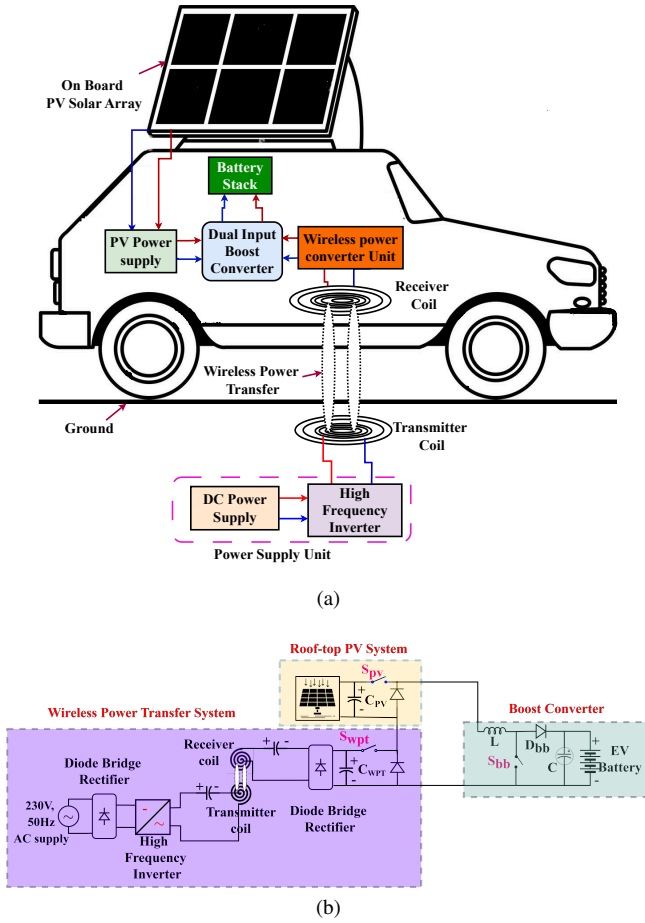 On Board
PV Solar Array
Battery
Stack
PV Power
supply
Dual Input
Boost
Converter
Wireless power
converter Unit
Receiver
Coil
Wireless Power
Transfer
Ground
Transmitter
Coil
DC Power
Supply
High
Frequency
Inverter
Power Supply Unit
(a)
Roof-top PV System
Spv
+
CPV
-
Wireless Power Transfer System
Boost Converter
Receiver
coil
+ -
Swpt
+
CWPT
-
L
Dbb
Sbb
+
C
+
EV
Battery
-
Diode Bridge
Rectifier
230V,
50Hz
AC supply
~
-
~
+ -
Transmitter
coil
Diode Bridge
Rectifier
High
Frequency
Inverter
(b)